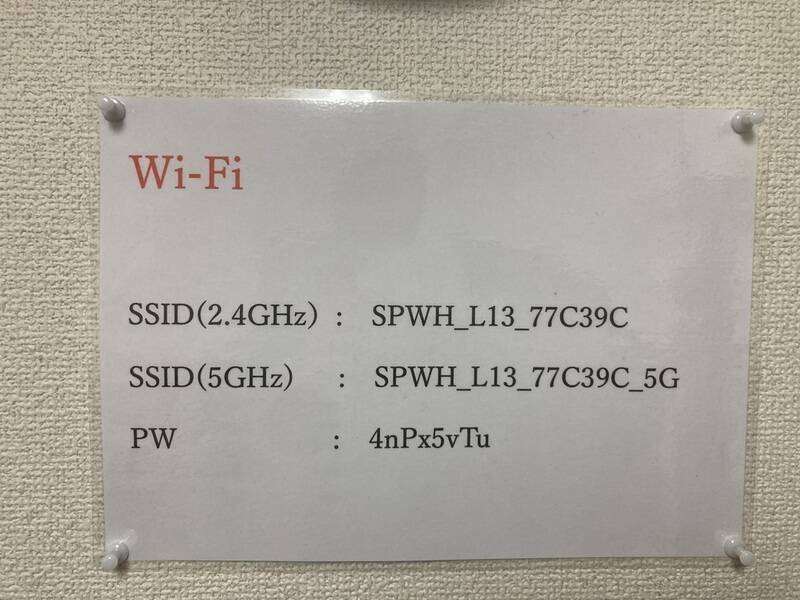 Wi-Fi
SSID(2.4GHz) : SPWH_L13_77C39C
SSID(5GHz) : SPWH_L13_77C39C_5G
PW : 4nPx5vTu